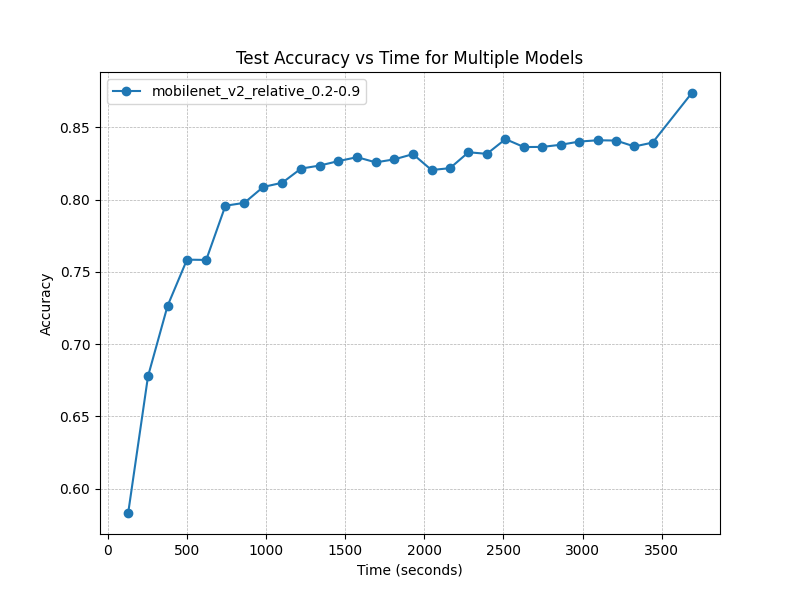 Test Accuracy vs Time for Multiple Models
mobilenet_v2_relative_0.2-0.9
Accuracy
0.85
0.80
0.75
0.70
0.65
0.60
0 500 1000 1500 2000 2500 3000 3500
Time (seconds)